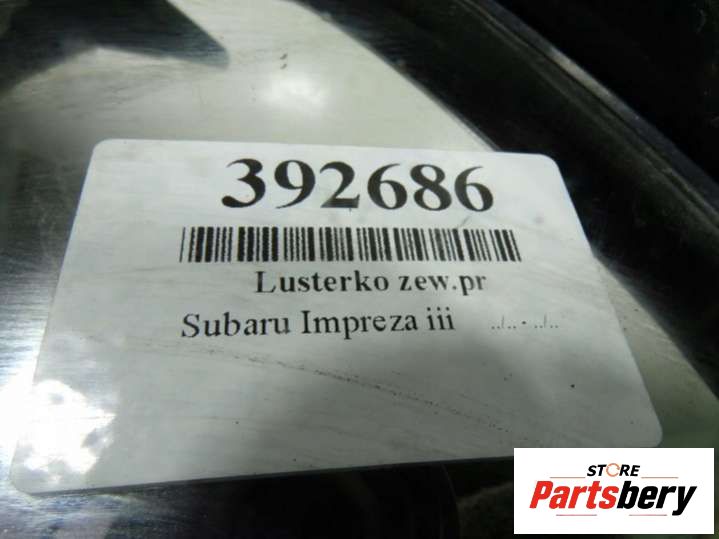 392686
Lusterko zew.pr
Subaru Impreza iii ../.. - ../..
STORE
Partsbery